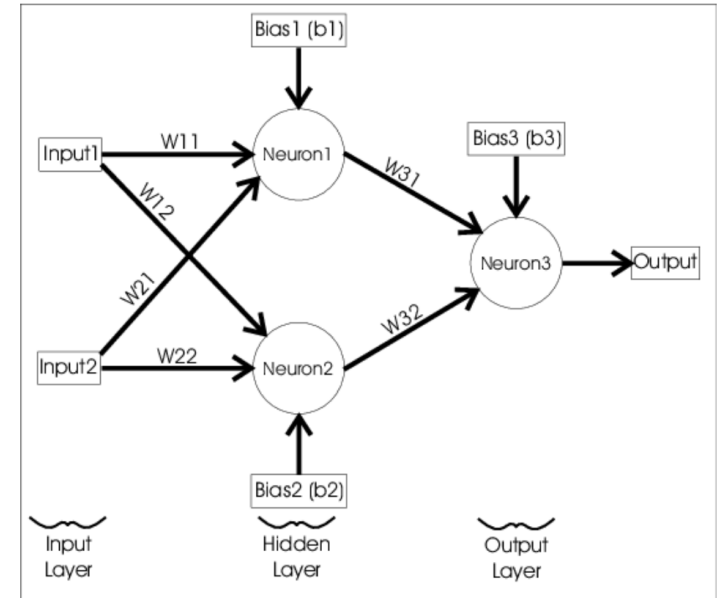 Bias1 (b1)
Input1
W11
Neuron1
W12
W31
Bias3 (b3)
W21
Neuron3
Output
Input2
W22
Neuron2
W32
Bias2 (b2)
Input
Layer
Hidden
Layer
Output
Layer